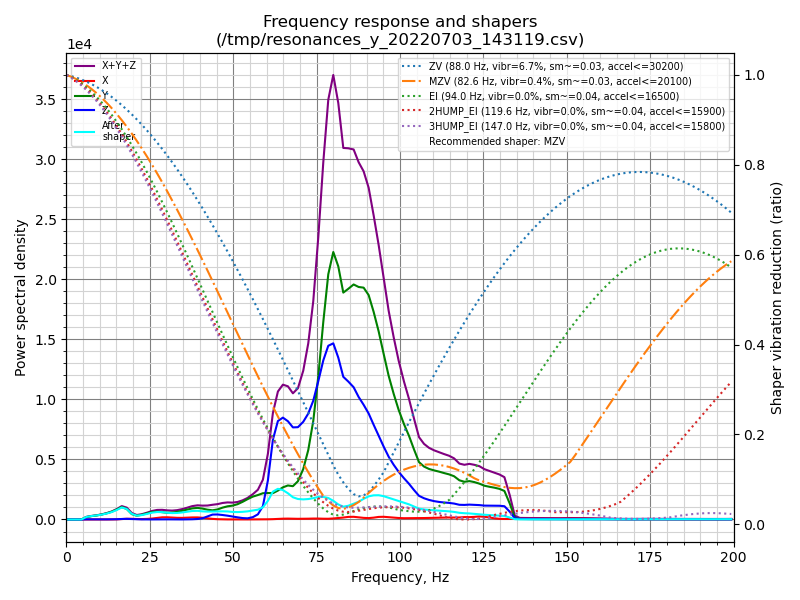 Frequency response and shapers
(/tmp/resonances_y_20220703_143119.csv)
1e4
X+Y+Z
X
Y
Z
After
shaper
ZV (88.0 Hz, vibr=6.7%, sm~=0.03, accel<=30200)
MZV (82.6 Hz, vibr=0.4%, sm~=0.03, accel<=20100)
EI (94.0 Hz, vibr=0.0%, sm~=0.04, accel<=16500)
2HUMP_EI (119.6 Hz, vibr=0.0%, sm~=0.04, accel<=15900)
3HUMP_EI (147.0 Hz, vibr=0.0%, sm~=0.04, accel<=15800)
Recommended shaper: MZV
3.5
3.0
2.5
2.0
1.5
1.0
0.5
0.0
Power spectral density
1.0
0.8
0.6
0.4
0.2
0.0
Shaper vibration reduction (ratio)
0 25 50 75 100 125 150 175 200
Frequency, Hz